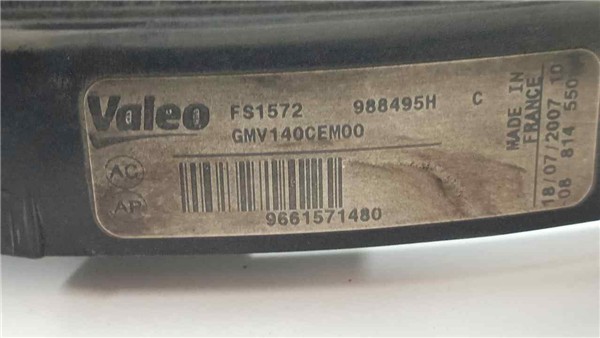 Valeo FS1572 988495H C
GMV140CEM00
AC
AP
9661571480
MADE IN
FRANCE
18/07/2007 10
08 814 550